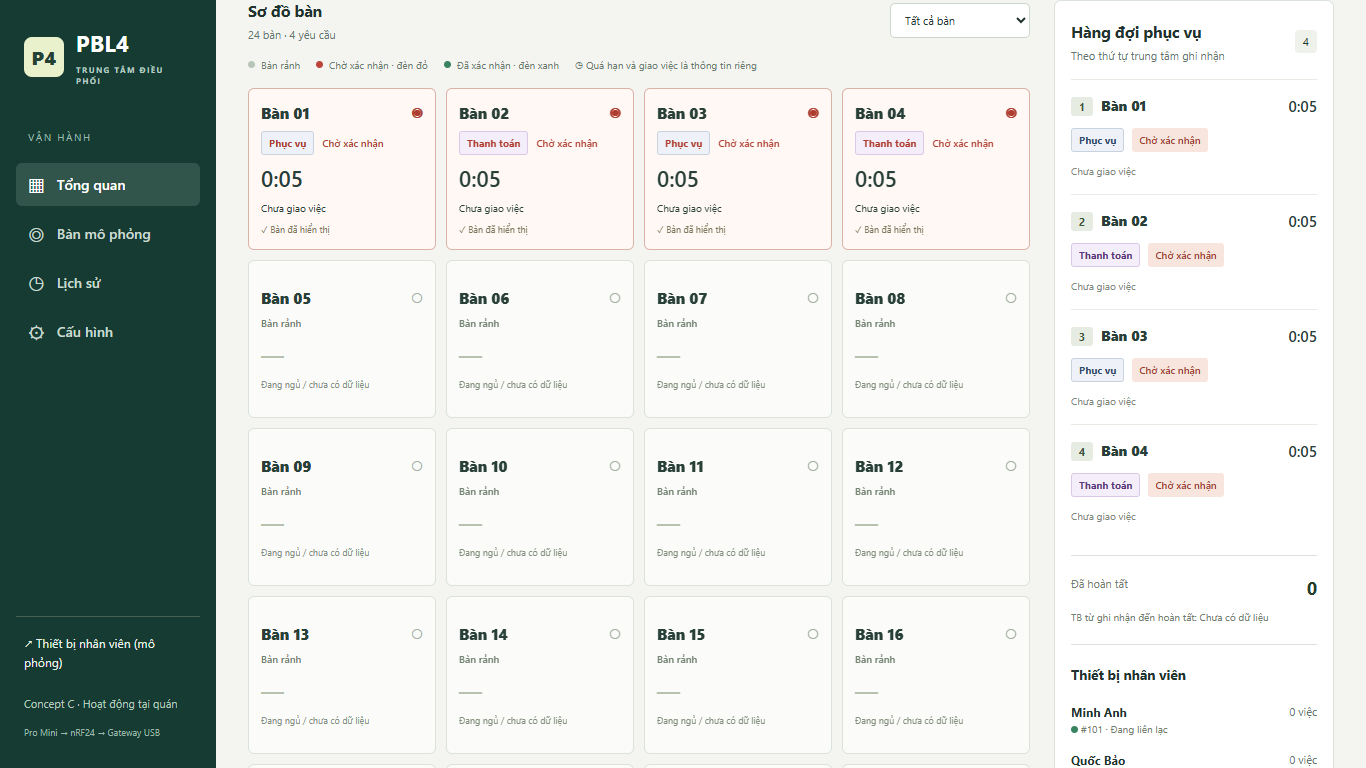 P4
PBL4
TRUNG TÂM ĐIỀU
PHỐI
VẬN HÀNH
Tổng quan
Bàn mô phỏng
Lịch sử
Cấu hình
↗ Thiết bị nhân viên (mô
phỏng)
Concept C · Hoạt động tại quán
Pro Mini → nRF24 → Gateway USB
Sơ đồ bàn
24 bàn · 4 yêu cầu
Tất cả bàn
Bàn rảnh
Chờ xác nhận · đèn đỏ
Đã xác nhận · đèn xanh
◷ Quá hạn và giao việc là thông tin riêng
Bàn 01
Phục vụ Chờ xác nhận
0:05
Chưa giao việc
✓ Bàn đã hiển thị
Bàn 02
Thanh toán Chờ xác nhận
0:05
Chưa giao việc
✓ Bàn đã hiển thị
Bàn 03
Phục vụ Chờ xác nhận
0:05
Chưa giao việc
✓ Bàn đã hiển thị
Bàn 04
Thanh toán Chờ xác nhận
0:05
Chưa giao việc
✓ Bàn đã hiển thị
Bàn 05
Bàn rảnh
—
Đang ngủ / chưa có dữ liệu
Bàn 06
Bàn rảnh
—
Đang ngủ / chưa có dữ liệu
Bàn 07
Bàn rảnh
—
Đang ngủ / chưa có dữ liệu
Bàn 08
Bàn rảnh
—
Đang ngủ / chưa có dữ liệu
Bàn 09
Bàn rảnh
—
Đang ngủ / chưa có dữ liệu
Bàn 10
Bàn rảnh
—
Đang ngủ / chưa có dữ liệu
Bàn 11
Bàn rảnh
—
Đang ngủ / chưa có dữ liệu
Bàn 12
Bàn rảnh
—
Đang ngủ / chưa có dữ liệu
Bàn 13
Bàn rảnh
—
Đang ngủ / chưa có dữ liệu
Bàn 14
Bàn rảnh
—
Đang ngủ / chưa có dữ liệu
Bàn 15
Bàn rảnh
—
Đang ngủ / chưa có dữ liệu
Bàn 16
Bàn rảnh
—
Đang ngủ / chưa có dữ liệu
Hàng đợi phục vụ
4
Theo thứ tự trung tâm ghi nhận
1 Bàn 01 0:05
Phục vụ Chờ xác nhận
Chưa giao việc
2 Bàn 02 0:05
Thanh toán Chờ xác nhận
Chưa giao việc
3 Bàn 03 0:05
Phục vụ Chờ xác nhận
Chưa giao việc
4 Bàn 04 0:05
Thanh toán Chờ xác nhận
Chưa giao việc
Đã hoàn tất 0
TB từ ghi nhận đến hoàn tất: Chưa có dữ liệu
Thiết bị nhân viên
Minh Anh 0 việc
#101 · Đang liên lạc
Quốc Bảo 0 việc